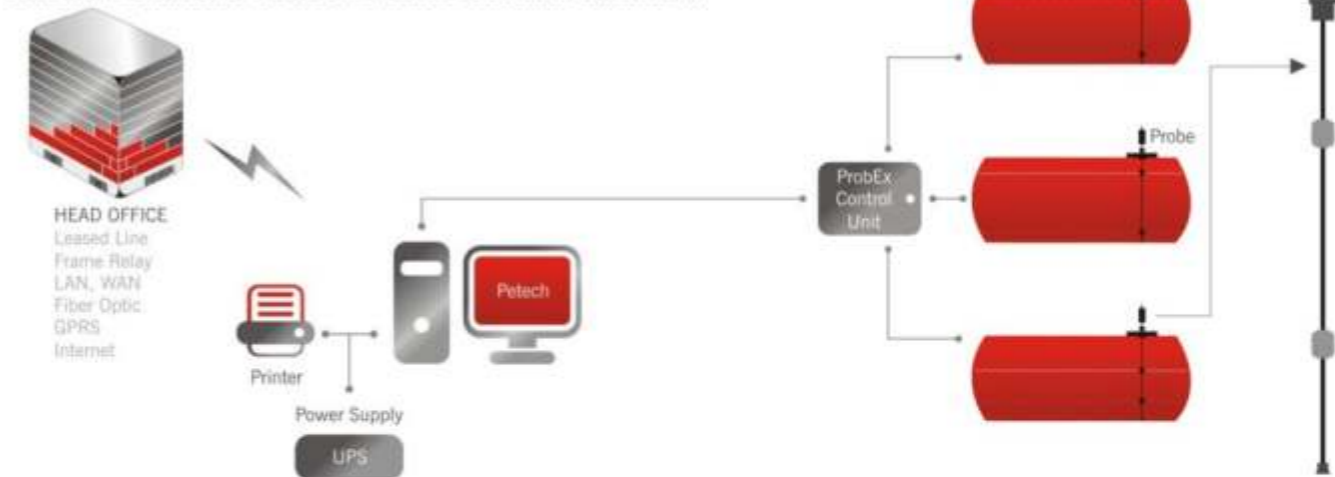 HEAD OFFICE
Leased Line
Frame Relay
LAN, WAN
Fiber Optic
GPRS
Internet
Printer
Power Supply
UPS
Petech
ProbEx
Control
Unit
Probe